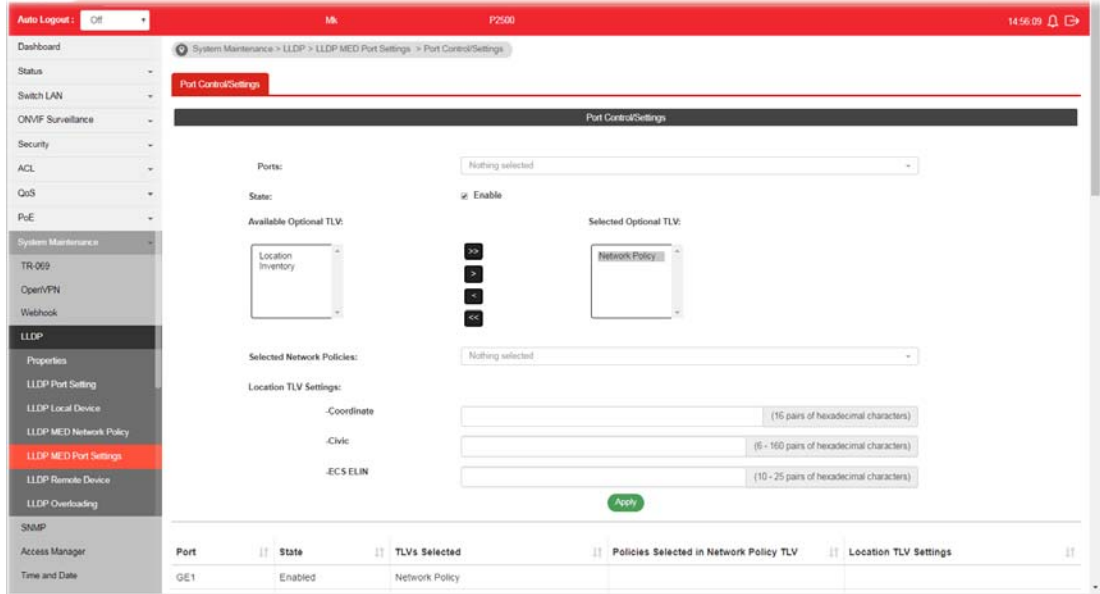 Auto Logout : Off Mk P2500 14:56:09
Dashboard
Status
Switch LAN
ONVIF Surveillance
Security
ACL
QoS
PoE
System Maintenance
TR-069
OpenVPN
Webhook
LLDP
Properties
LLDP Port Setting
LLDP Local Device
LLDP MED Network Policy
LLDP MED Port Settings
LLDP Remote Device
LLDP Overloading
SNMP
Access Manager
Time and Date
System Maintenance > LLDP > LLDP MED Port Settings > Port Control/Settings
Port Control/Settings
Port Control/Settings
Ports: Nothing selected
State: Enable
Available Optional TLV: Selected Optional TLV:
Location
Inventory
>>
>
<
<<
Network Policy
Selected Network Policies: Nothing selected
Location TLV Settings:
-Coordinate (16 pairs of hexadecimal characters)
-Civic (6 - 160 pairs of hexadecimal characters)
-ECS ELIN (10 - 25 pairs of hexadecimal characters)
Apply
Port State TLVs Selected Policies Selected in Network Policy TLV Location TLV Settings
GE1 Enabled Network Policy